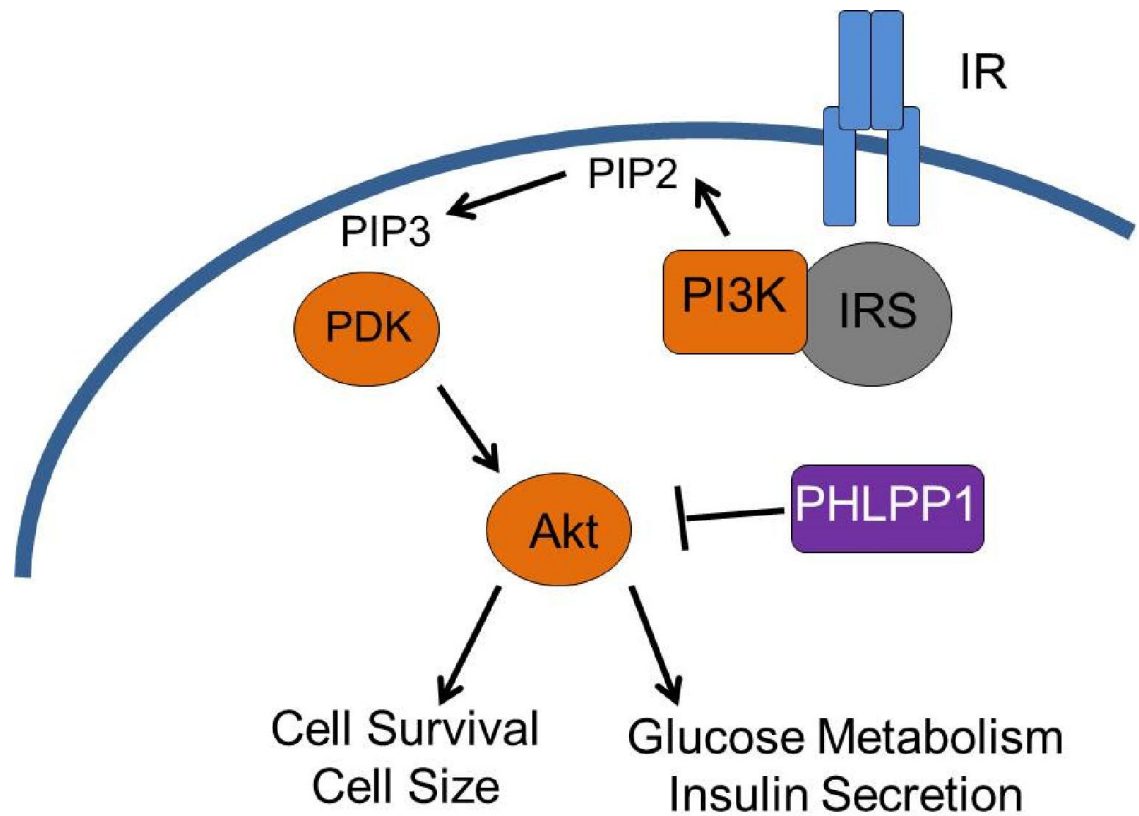 IR
PIP2
PIP3
PI3K
IRS
PDK
PHLPP1
Akt
Cell Survival
Cell Size
Glucose Metabolism
Insulin Secretion